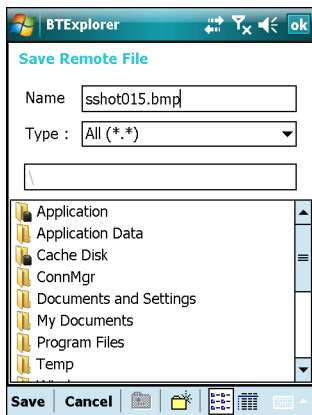 BTExplorer ok
Save Remote File
Name sshot015.bmp
Type : All (*.*)
\
Application
Application Data
Cache Disk
ConnMgr
Documents and Settings
My Documents
Program Files
Temp
Save Cancel